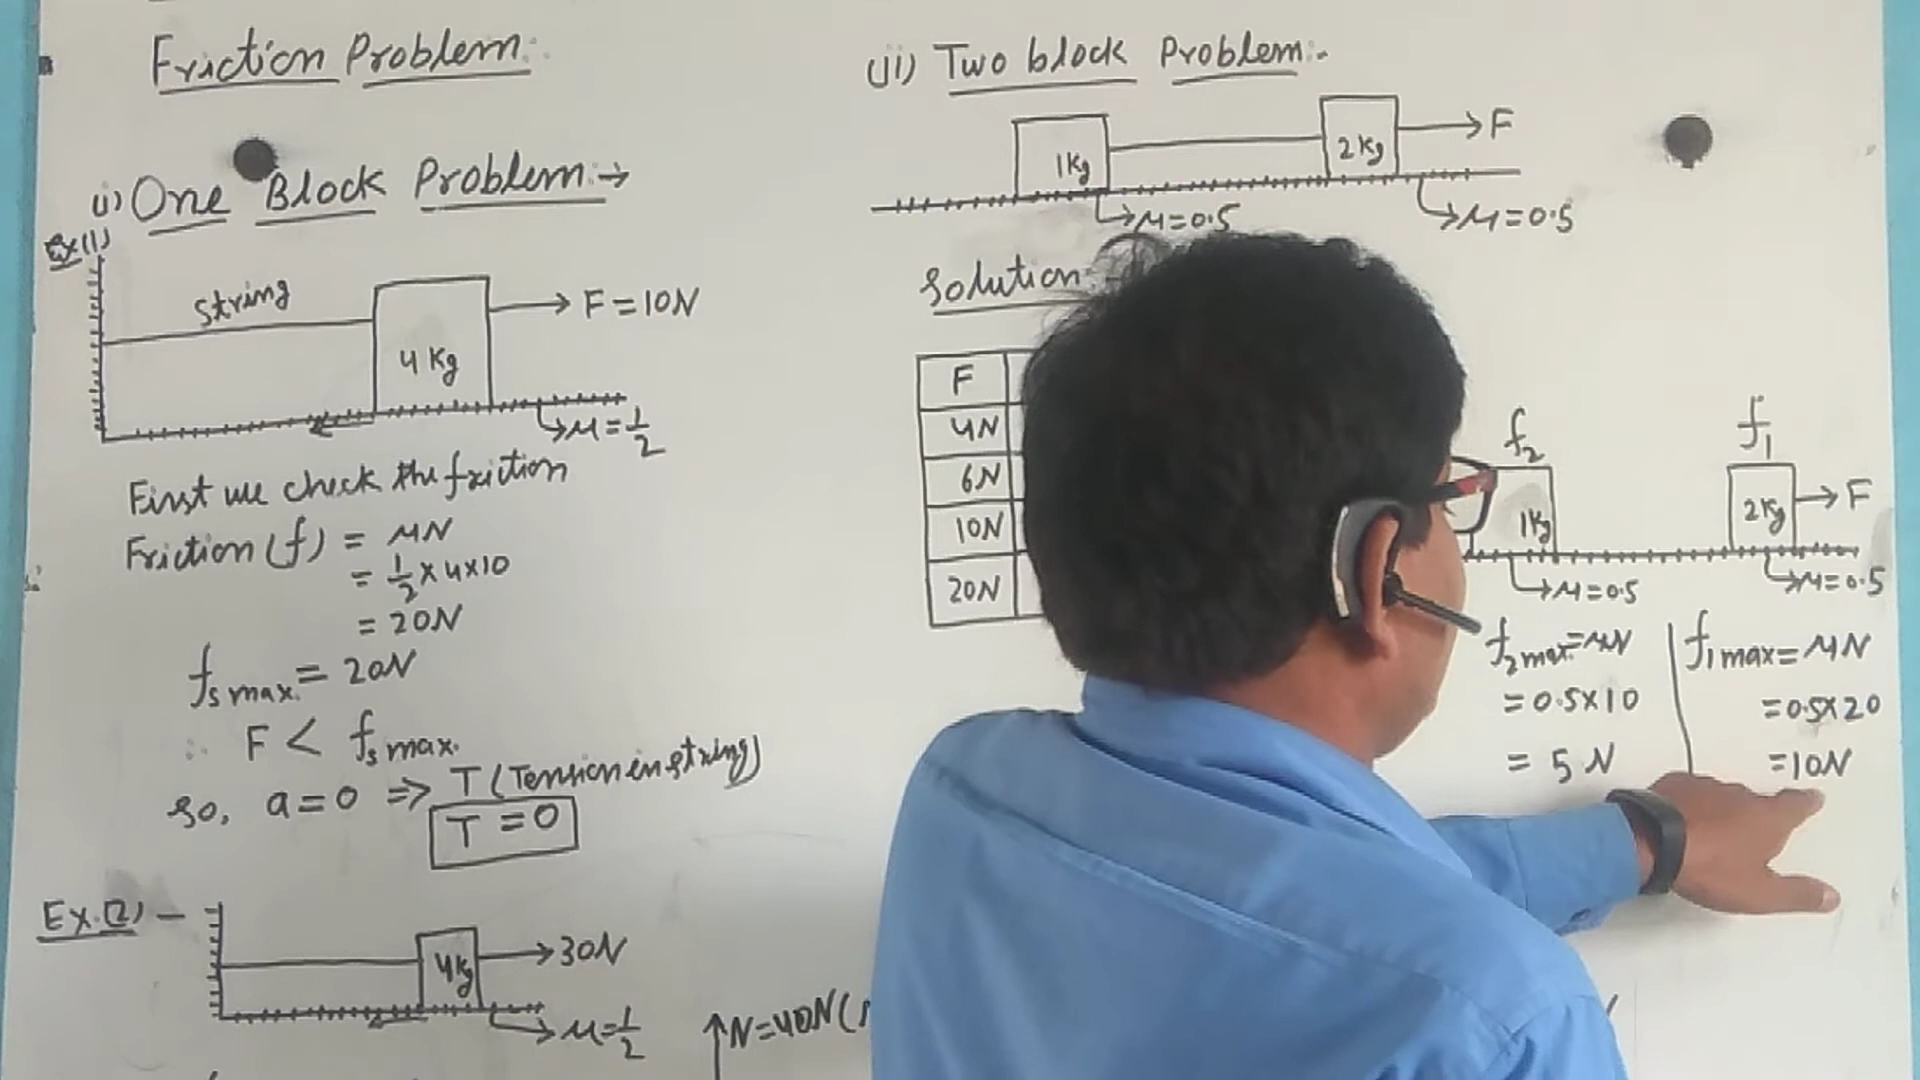 Friction Problem:
(i) One Block Problem:→
Ex(1)
string
4 Kg
F = 10N
μ = 1/2
First we check the friction
Friction (f) = μN
= 1/2 × 4×10
= 20N
fs max. = 20N
∴ F < fs max.
so, a = 0 ⇒ T (Tension in string)
T = 0
Ex.(2) –
4Kg
30N
μ = 1/2
N=40N(
(ii) Two block Problem:-
1Kg
2Kg
F
μ=0.5
μ=0.5
Solution:-
F
4N
6N
10N
20N
f2
f1
1Kg
2Kg
F
μ=0.5
μ=0.5
f2 max.=μN
=0.5×10
= 5 N
f1 max=μN
=0.5×20
=10N